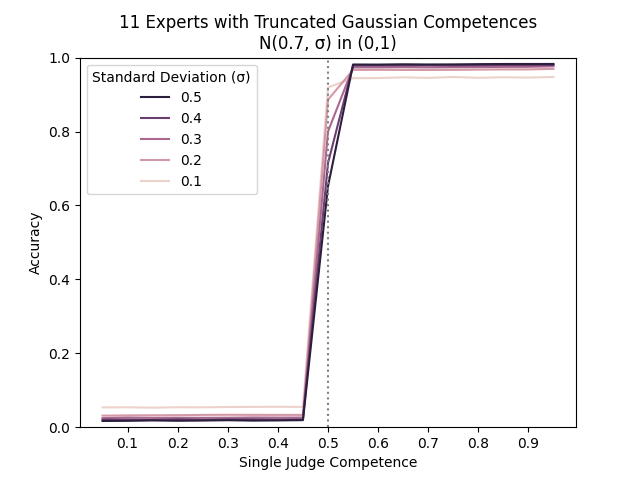 11 Experts with Truncated Gaussian Competences
N(0.7, σ) in (0,1)
Standard Deviation (σ)
0.5
0.4
0.3
0.2
0.1
Accuracy
1.0
0.8
0.6
0.4
0.2
0.0
0.1 0.2 0.3 0.4 0.5 0.6 0.7 0.8 0.9
Single Judge Competence